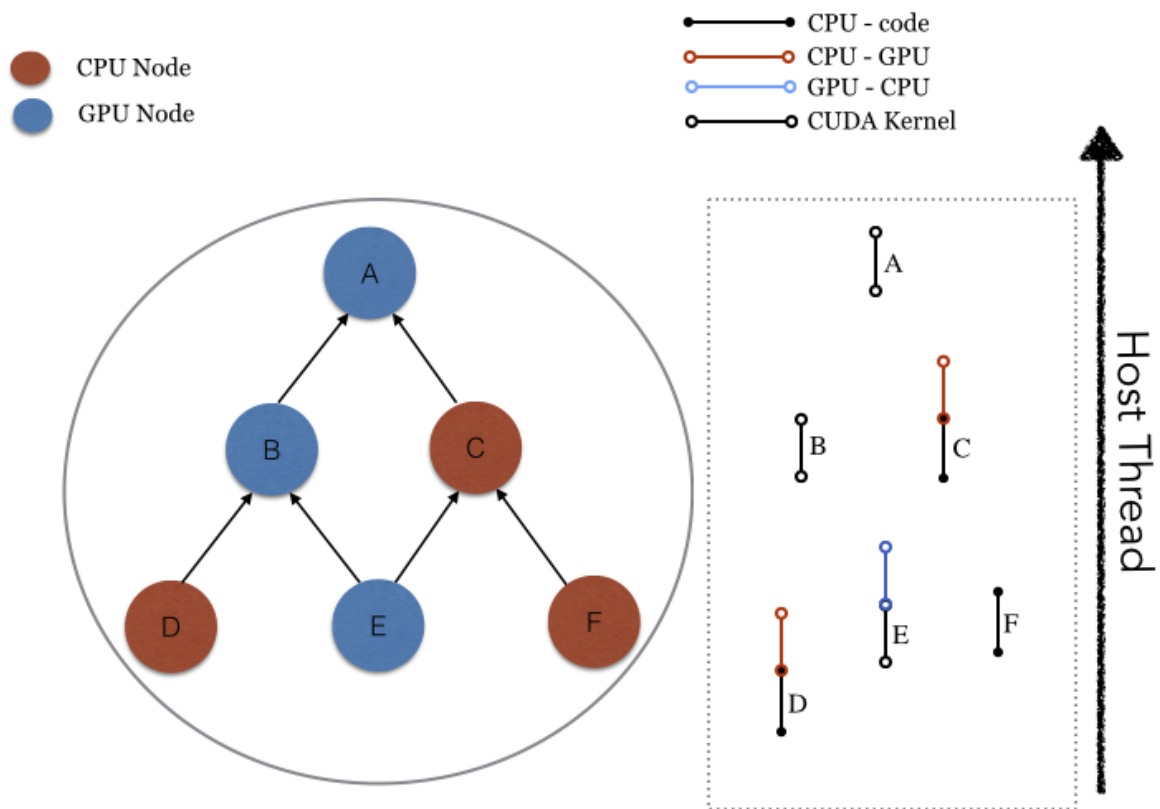 CPU Node
GPU Node
CPU - code
CPU - GPU
GPU - CPU
CUDA Kernel
A
B
C
D
E
F
A
B
C
E
F
D
Host Thread